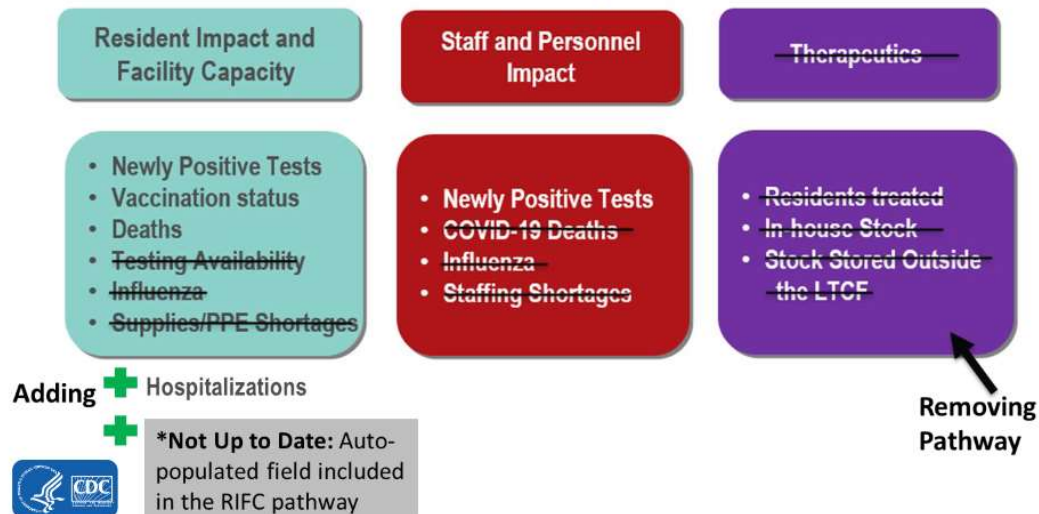 Resident Impact and
Facility Capacity
Staff and Personnel
Impact
Therapeutics
• Newly Positive Tests
• Vaccination status
• Deaths
• Testing Availability
• Influenza
• Supplies/PPE Shortages
• Newly Positive Tests
• COVID-19 Deaths
• Influenza
• Staffing Shortages
• Residents treated
• In-house Stock
• Stock Stored Outside
the LTCF
Adding
Hospitalizations
*Not Up to Date: Auto-
populated field included
in the RIFC pathway
Removing
Pathway
CDC